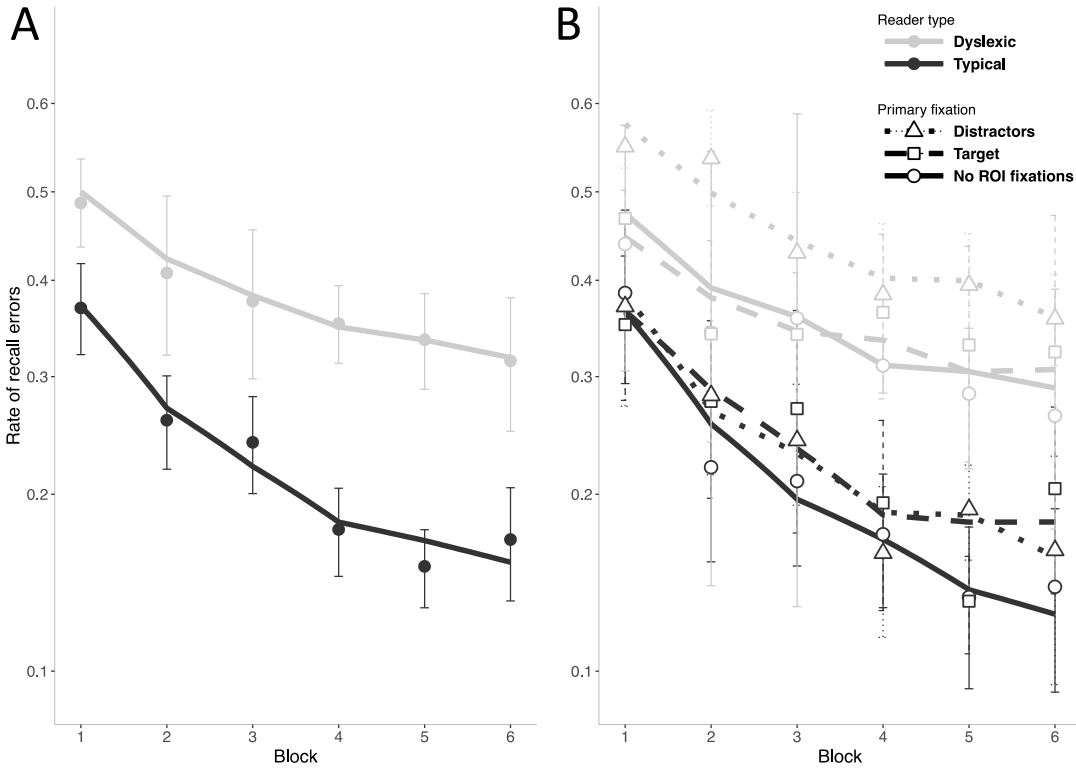 A
0.6
0.5
0.4
0.3
0.2
0.1
Rate of recall errors
1 2 3 4 5 6
Block
B
Reader type
Dyslexic
Typical
Primary fixation
Distractors
Target
No ROI fixations
0.6
0.5
0.4
0.3
0.2
0.1
1 2 3 4 5 6
Block